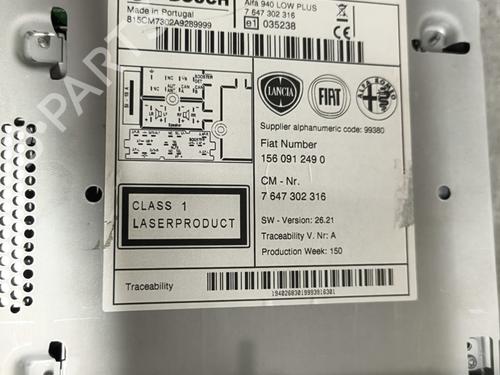 BOSCH
Made in Portugal
815CM7302A9289999
Alfa 940 LOW PLUS
7 647 302 316
e1 035238
LANCIA
FIAT
Supplier alphanumeric code: 99380
Fiat Number
156 091 249 0
CM - Nr.
7 647 302 316
CLASS 1
LASERPRODUCT
SW - Version: 26.21
Traceability V. Nr: A
Production Week: 150
Traceability